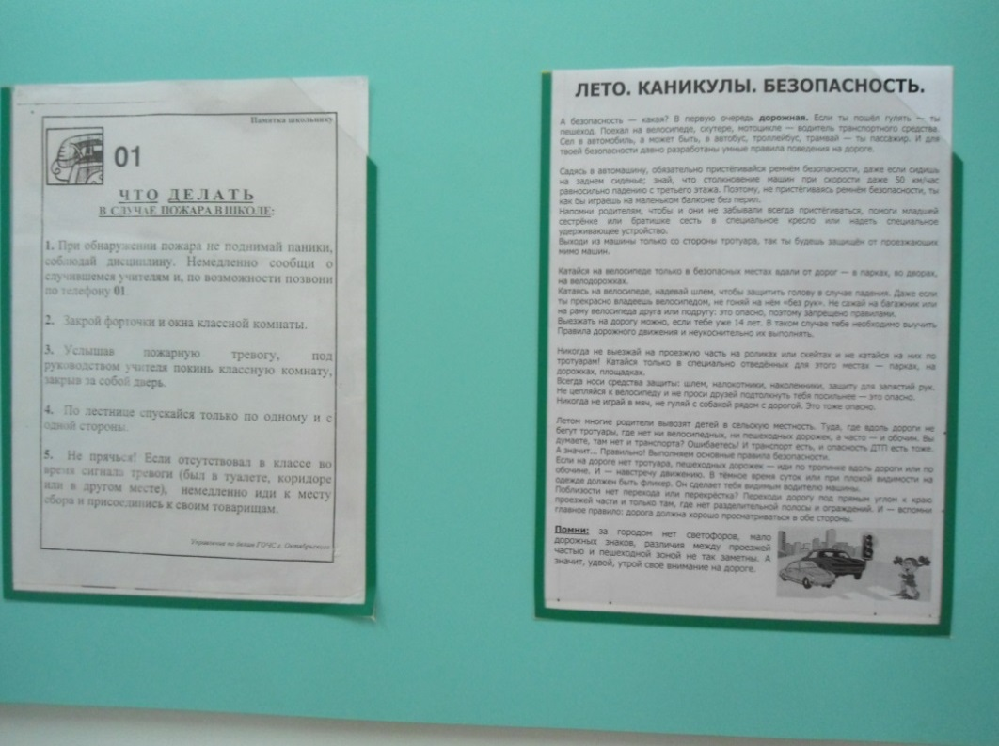 Памятка школьнику
01
ЧТО ДЕЛАТЬ
В СЛУЧАЕ ПОЖАРА В ШКОЛЕ:
1. При обнаружении пожара не поднимай паники,
соблюдай дисциплину. Немедленно сообщи о
случившемся учителям и, по возможности позвони
по телефону 01.
2. Закрой форточки и окна классной комнаты.
3. Услышав пожарную тревогу, под
руководством учителя покинь классную комнату,
закрыв за собой дверь.
4. По лестнице спускайся только по одному и с
одной стороны.
5. Не прячься! Если отсутствовал в классе во
время сигнала тревоги (был в туалете, коридоре
или в другом месте), немедленно иди к месту
сбора и присоединись к своим товарищам.
Управление по делам ГОЧС г. Октябрьского
ЛЕТО. КАНИКУЛЫ. БЕЗОПАСНОСТЬ.
А безопасность — какая? В первую очередь дорожная. Если ты пошёл гулять — ты
пешеход. Поехал на велосипеде, скутере, мотоцикле — водитель транспортного средства.
Сел в автомобиль, а может быть, в автобус, троллейбус, трамвай — ты пассажир. И для
твоей безопасности давно разработаны умные правила поведения на дороге.
Садясь в автомашину, обязательно пристёгивайся ремнём безопасности, даже если сидишь
на заднем сиденье; знай, что столкновение машин при скорости даже 50 км/час
равносильно падению с третьего этажа. Поэтому, не пристягиваясь ремнём безопасности, ты
как бы играешь на маленьком балконе без перил.
Напомни родителям, чтобы и они не забывали всегда пристёгиваться, помоги младшей
сестрёнке или братишке сесть в специальное кресло или надеть специальное
удерживающее устройство.
Выходи из машины только со стороны тротуара, так ты будешь защищён от проезжающих
мимо машин.
Катайся на велосипеде только в безопасных местах вдали от дорог — в парках, во дворах,
на велодорожках.
Катаясь на велосипеде, надевай шлем, чтобы защитить голову в случае падения. Даже если
ты прекрасно владеешь велосипедом, не гоняй на нём «без рук». Не сажай на багажник или
на раму велосипеда друга или подругу: это опасно, поэтому запрещено правилами.
Выезжать на дорогу можно, если тебе уже 14 лет. В таком случае тебе необходимо выучить
Правила дорожного движения и неукоснительно их выполнять.
Никогда не выезжай на проезжую часть на роликах или скейтах и не катайся на них по
тротуарам! Катайся только в специально отведённых для этого местах — парках, на
дорожках, площадках.
Всегда носи средства защиты: шлем, налокотники, наколенники, защиту для запястий рук.
Не цепляйся к велосипеду и не проси друзей подтолкнуть тебя посильнее — это опасно.
Никогда не играй в мяч, не гуляй с собакой рядом с дорогой. Это тоже опасно.
Летом многие родители вывозят детей в сельскую местность. Туда, где вдоль дороги не
бегут тротуары, где нет ни велосипедных, ни пешеходных дорожек, а часто — и обочин. Вы
думаете, там нет и транспорта? Ошибаетесь! И транспорт есть, и опасность ДТП есть тоже.
А значит... Правильно! Выполняем основные правила безопасности.
Если на дороге нет тротуара, пешеходных дорожек — иди по тропинке вдоль дороги или по
обочине. И — навстречу движению. В тёмное время суток или при плохой видимости на
одежде должен быть фликер. Он сделает тебя видимым водителю машины.
Поблизости нет перехода или перекрёстка? Переходи дорогу под прямым углом к краю
проезжей части и только там, где нет разделительной полосы и ограждений. И — вспомни
главное правило: дорога должна хорошо просматриваться в обе стороны.
Помни: за городом нет светофоров, мало
дорожных знаков, различия между проезжей
частью и пешеходной зоной не так заметны. А
значит, удвой, утрой своё внимание на дороге.